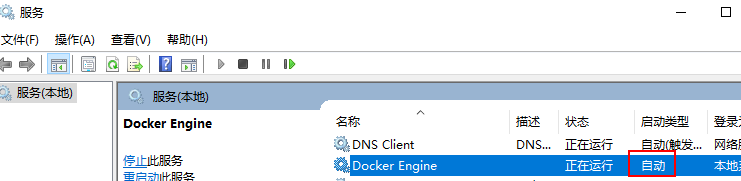 服务
文件(F) 操作(A) 查看(V) 帮助(H)
服务(本地)
服务(本地)
Docker Engine
停止此服务
重启动此服务
名称 描述 状态 启动类型 登录为
DNS Client DNS... 正在运行 自动(触发... 网络服
Docker Engine 正在运行 自动 本地